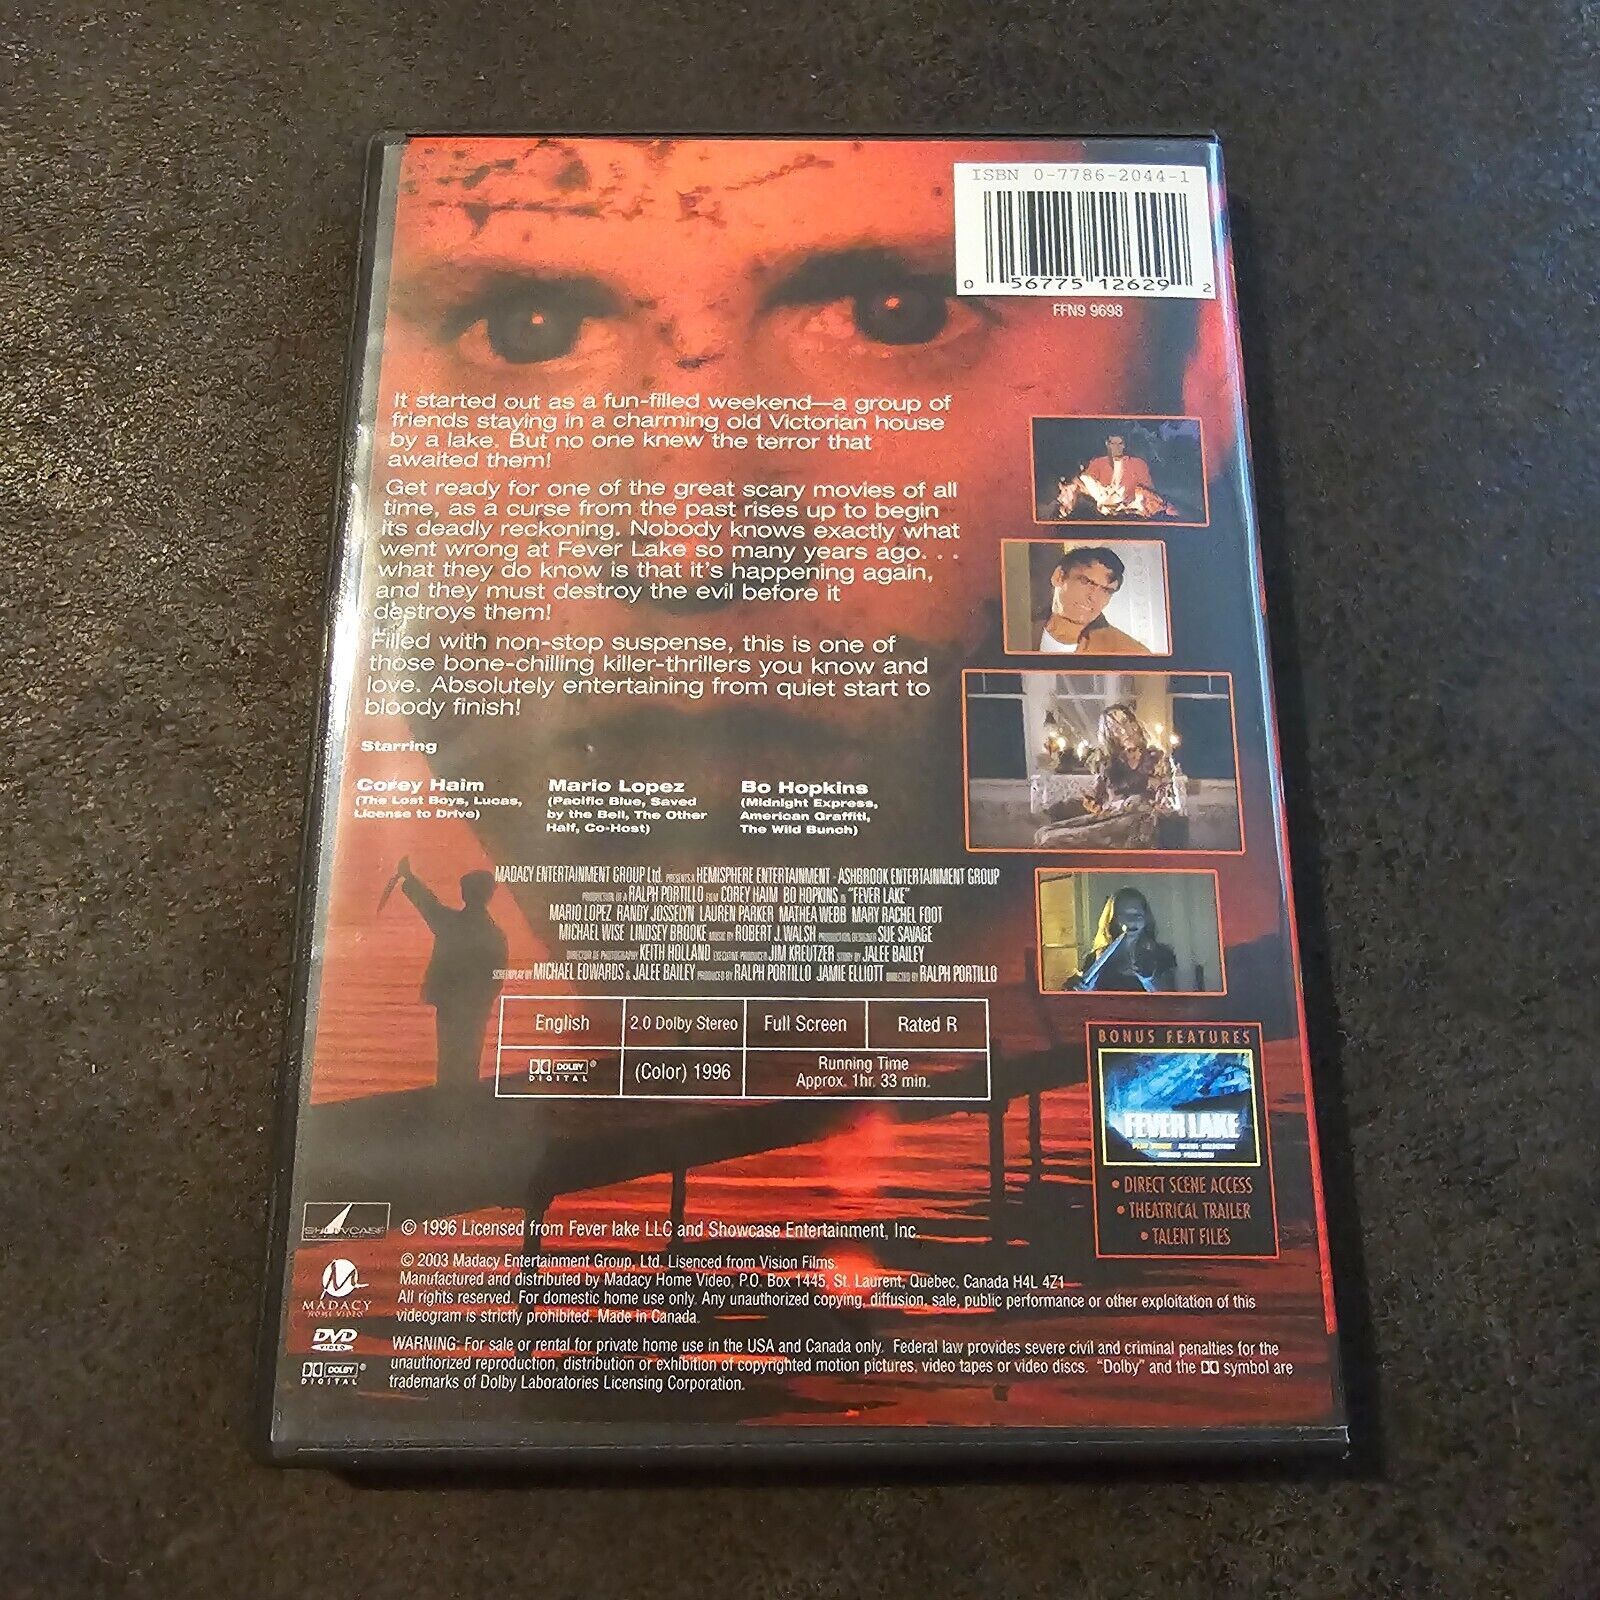 ISBN 0-7786-2044-1
0 56775 12629 2
FFN9 9698
It started out as a fun-filled weekend—a group of
friends staying in a charming old Victorian house
by a lake. But no one knew the terror that
awaited them!
Get ready for one of the great scary movies of all
time, as a curse from the past rises up to begin
its deadly reckoning. Nobody knows exactly what
went wrong at Fever Lake so many years ago. . .
what they do know is that it's happening again,
and they must destroy the evil before it
destroys them!
Filled with non-stop suspense, this is one of
those bone-chilling killer-thrillers you know and
love. Absolutely entertaining from quiet start to
bloody finish!
Starring
Corey Haim
(The Lost Boys, Lucas,
License to Drive)
Mario Lopez
(Pacific Blue, Saved
by the Bell, The Other
Half, Co-Host)
Bo Hopkins
(Midnight Express,
American Graffiti,
The Wild Bunch)
MADACY ENTERTAINMENT GROUP Ltd. PRESENTS A HEMISPHERE ENTERTAINMENT - ASHBROOK ENTERTAINMENT GROUP
PRODUCTION OF A RALPH PORTILLO FILM COREY HAIM BO HOPKINS IN "FEVER LAKE"
MARIO LOPEZ RANDY JOSSELYN LAUREN PARKER MATHEA WEBB MARY RACHEL FOOT
MICHAEL WISE LINDSEY BROOKE MUSIC BY ROBERT J. WALSH PRODUCTION DESIGNER SUE SAVAGE
DIRECTOR OF PHOTOGRAPHY KEITH HOLLAND EXECUTIVE PRODUCER JIM KREUTZER STORY BY JALEE BAILEY
SCREENPLAY BY MICHAEL EDWARDS & JALEE BAILEY PRODUCED BY RALPH PORTILLO JAMIE ELLIOTT DIRECTED BY RALPH PORTILLO
English
2.0 Dolby Stereo
Full Screen
Rated R
DOLBY
DIGITAL
(Color) 1996
Running Time
Approx. 1hr. 33 min.
BONUS FEATURES
FEVER LAKE
• DIRECT SCENE ACCESS
• THEATRICAL TRAILER
• TALENT FILES
SHOWCASE
© 1996 Licensed from Fever lake LLC and Showcase Entertainment, Inc.
MADACY
HOME VIDEO
© 2003 Madacy Entertainment Group, Ltd. Lisenced from Vision Films.
Manufactured and distributed by Madacy Home Video, P.O. Box 1445, St. Laurent, Quebec, Canada H4L 4Z1
All rights reserved. For domestic home use only. Any unauthorized copying, diffusion, sale, public performance or other exploitation of this
videogram is strictly prohibited. Made in Canada.
DVD
VIDEO
DOLBY
DIGITAL
WARNING: For sale or rental for private home use in the USA and Canada only. Federal law provides severe civil and criminal penalties for the
unauthorized reproduction, distribution or exhibition of copyrighted motion pictures, video tapes or video discs. "Dolby" and the symbol are
trademarks of Dolby Laboratories Licensing Corporation.